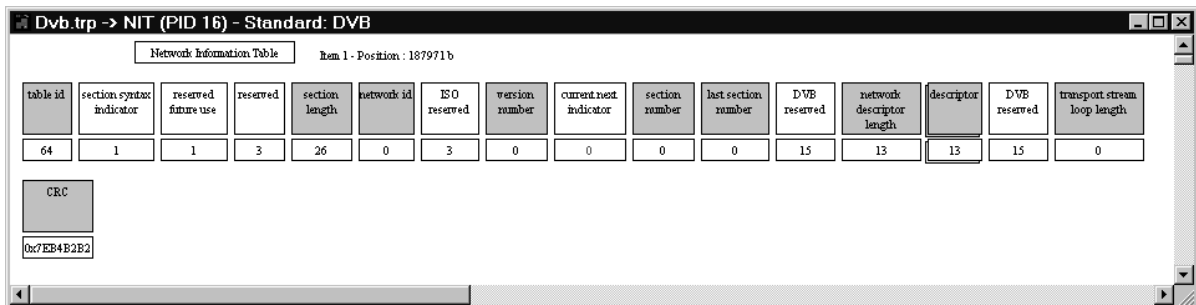 Dvb.trp -> NIT (PID 16) - Standard: DVB
Network Information Table Item 1 - Position : 187971b
table id section syntax indicator reserved future use reserved section length network id ISO reserved version number current next indicator section number last section number DVB reserved network descriptor length descriptor DVB reserved transport stream loop length
64 1 1 3 26 0 3 0 0 0 0 15 13 13 15 0
CRC
0x7EB4B2B2